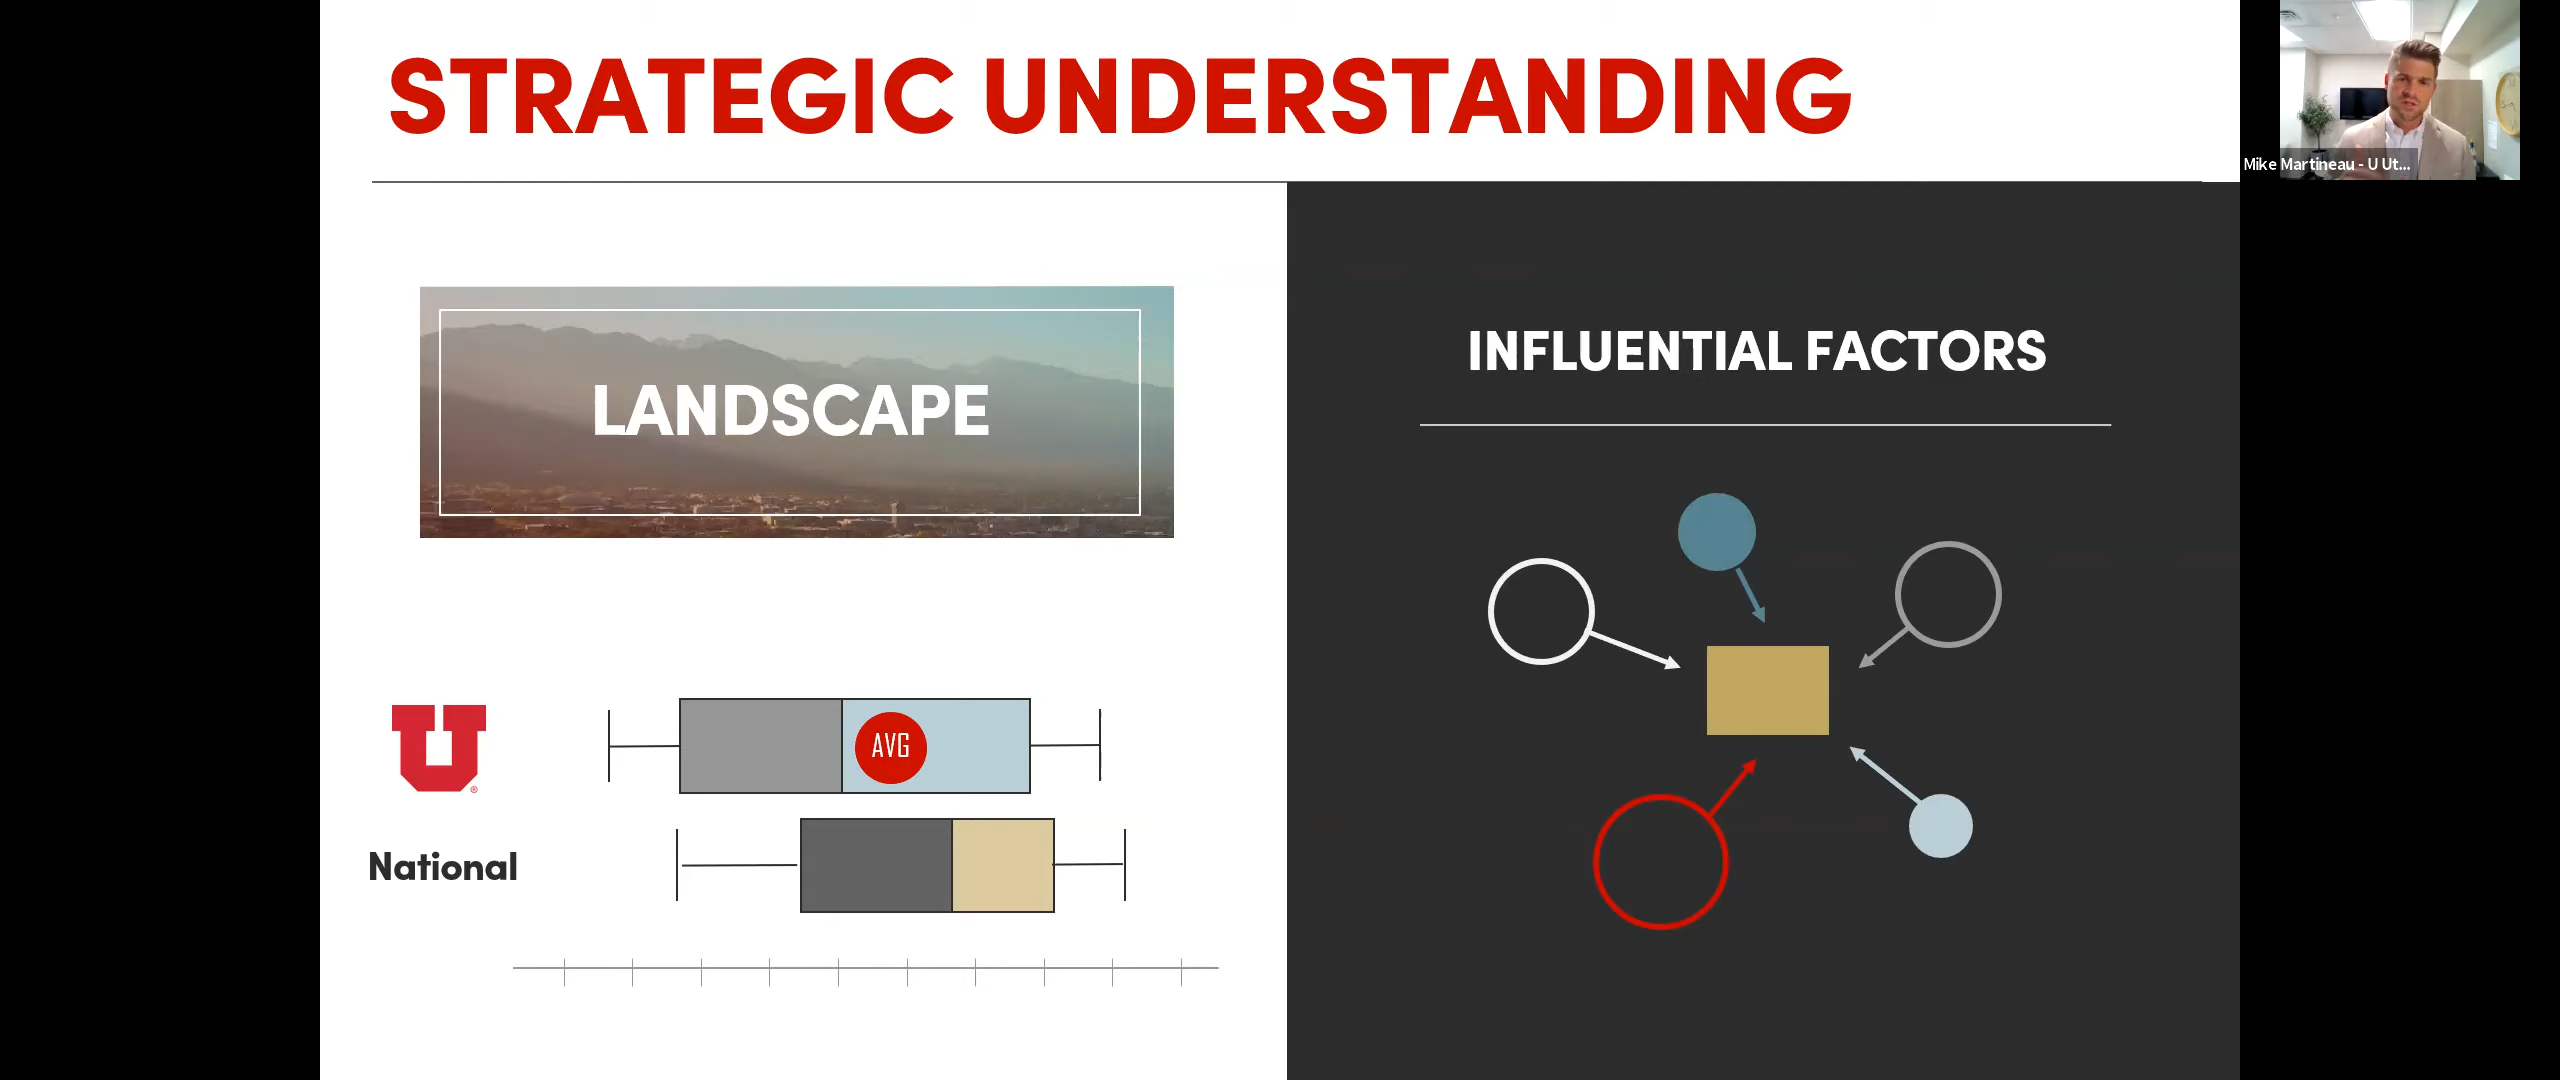 STRATEGIC UNDERSTANDING
Mike Martineau - U Ut...
LANDSCAPE
INFLUENTIAL FACTORS
U
®
AVG
National